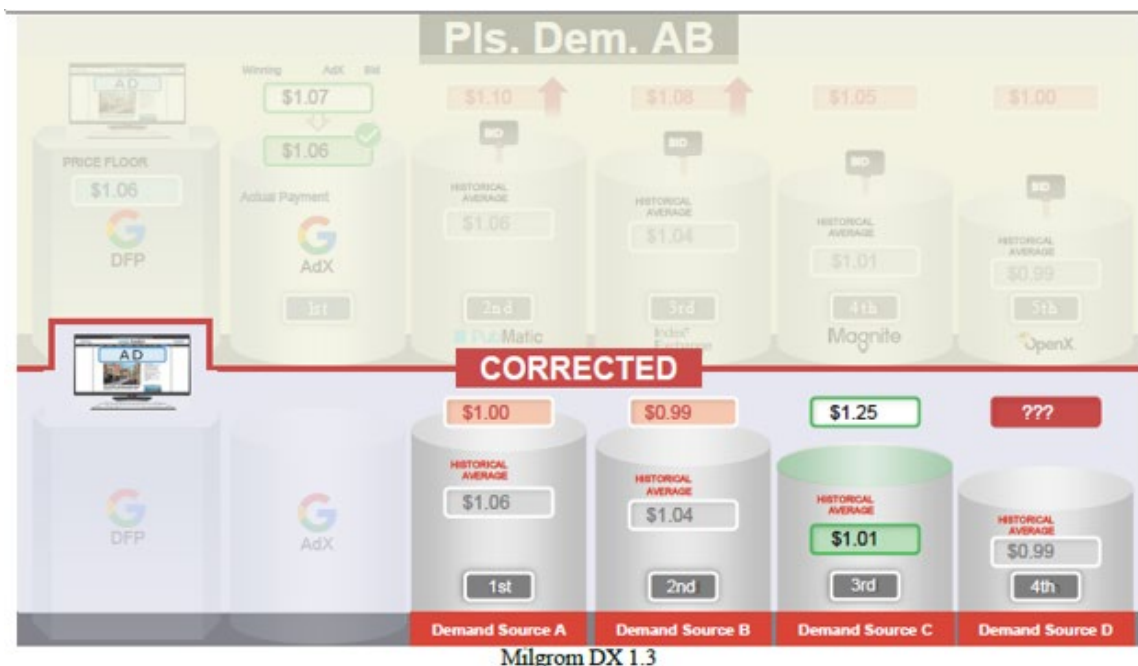 Pls. Dem. AB
AD
Winning AdX Bid
$1.07
$1.10
$1.08
$1.05
$1.00
$1.06
BID
BID
BID
BID
PRICE FLOOR
$1.06
Actual Payment
HISTORICAL
AVERAGE
$1.06
HISTORICAL
AVERAGE
$1.04
HISTORICAL
AVERAGE
$1.01
HISTORICAL
AVERAGE
$0.99
DFP
AdX
1st
2nd
3rd
4th
5th
PubMatic
Index
Exchange
Magnite
OpenX
AD
CORRECTED
$1.00
$0.99
$1.25
???
HISTORICAL
AVERAGE
$1.06
HISTORICAL
AVERAGE
$1.04
HISTORICAL
AVERAGE
$1.01
HISTORICAL
AVERAGE
$0.99
DFP
AdX
1st
2nd
3rd
4th
Demand Source A
Demand Source B
Demand Source C
Demand Source D
Milgrom DX 1.3